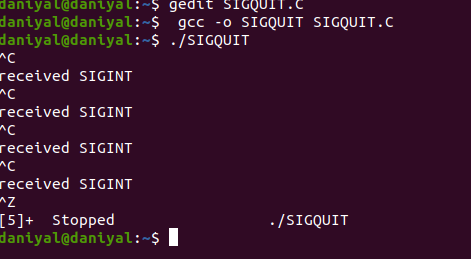 daniyal@daniyal:~$ gedit SIGQUIT.C
daniyal@daniyal:~$  gcc -o SIGQUIT SIGQUIT.C
daniyal@daniyal:~$ ./SIGQUIT
^C
received SIGINT
^C
received SIGINT
^C
received SIGINT
^C
received SIGINT
^Z
[5]+  Stopped                 ./SIGQUIT
daniyal@daniyal:~$